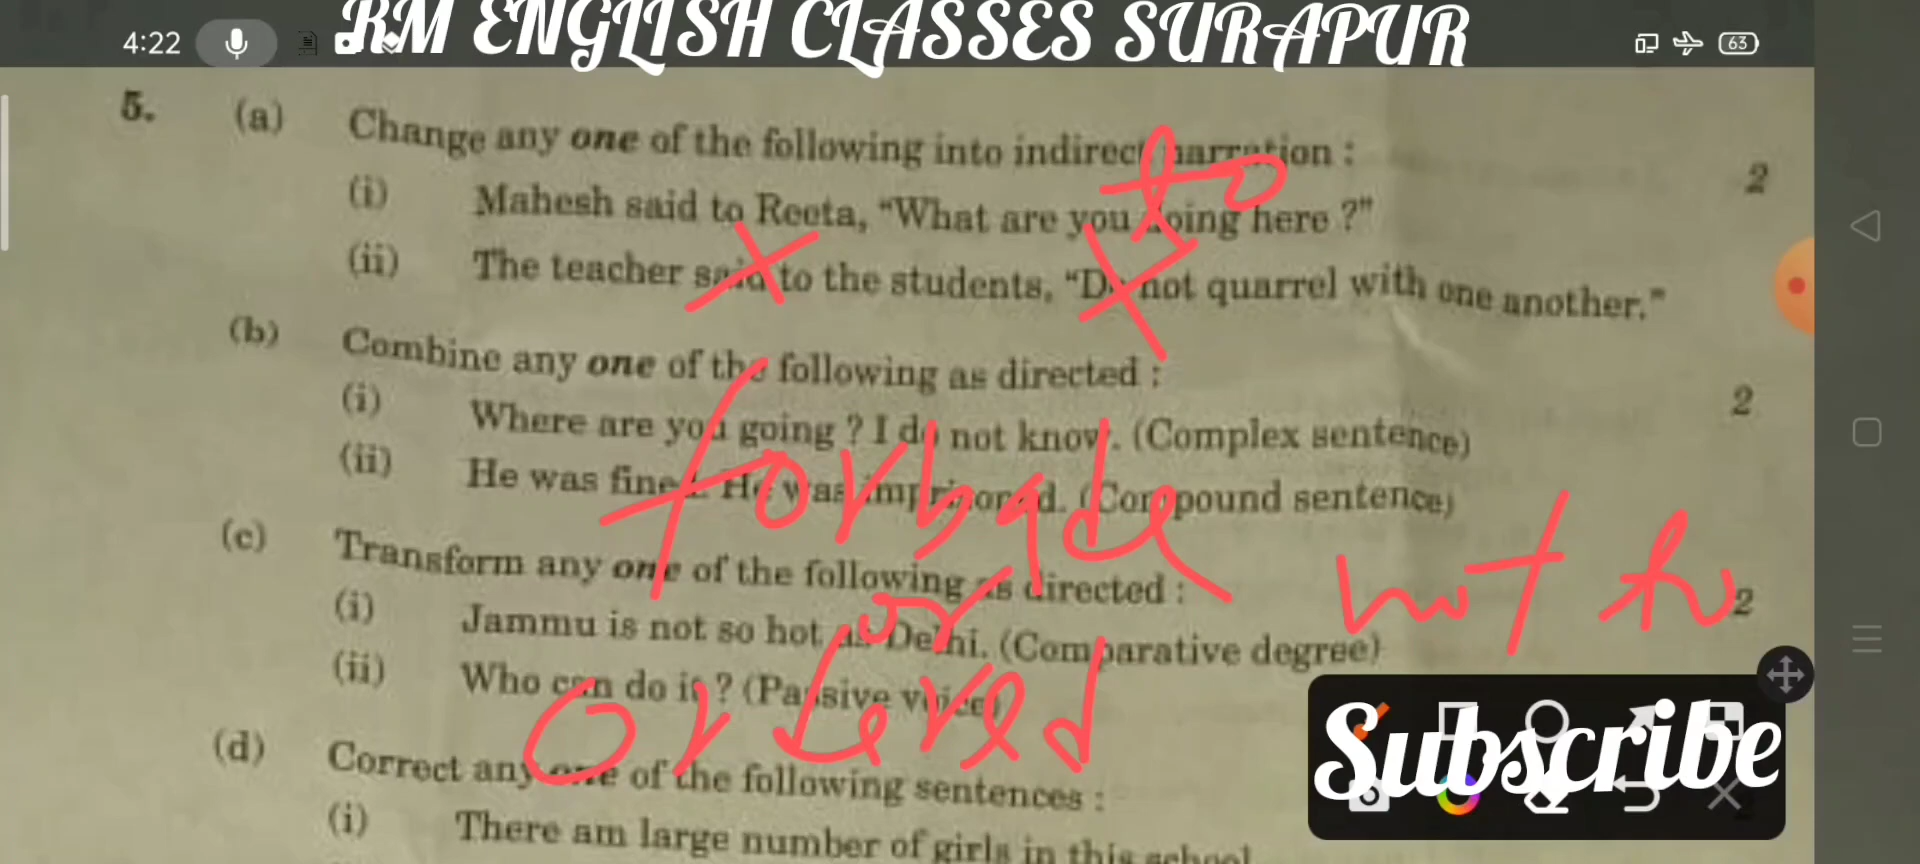 RM ENGLISH CLASSES SURAPUR
4:22
63
5. (a) Change any one of the following into indirect narration : 2
(i) Mahesh said to Reeta, “What are you doing here ?”
to
(ii) The teacher said to the students, “Do not quarrel with one another.”
(b) Combine any one of the following as directed : 2
(i) Where are you going ? I do not know. (Complex sentence)
(ii) He was fined. He was imprisoned. (Compound sentence)
forbade
not to
(c) Transform any one of the following as directed : 2
or
(i) Jammu is not so hot as Delhi. (Comparative degree)
(ii) Who can do it ? (Passive voice)
ordered
(d) Correct any one of the following sentences :
(i) There am large number of girls in this school
Subscribe